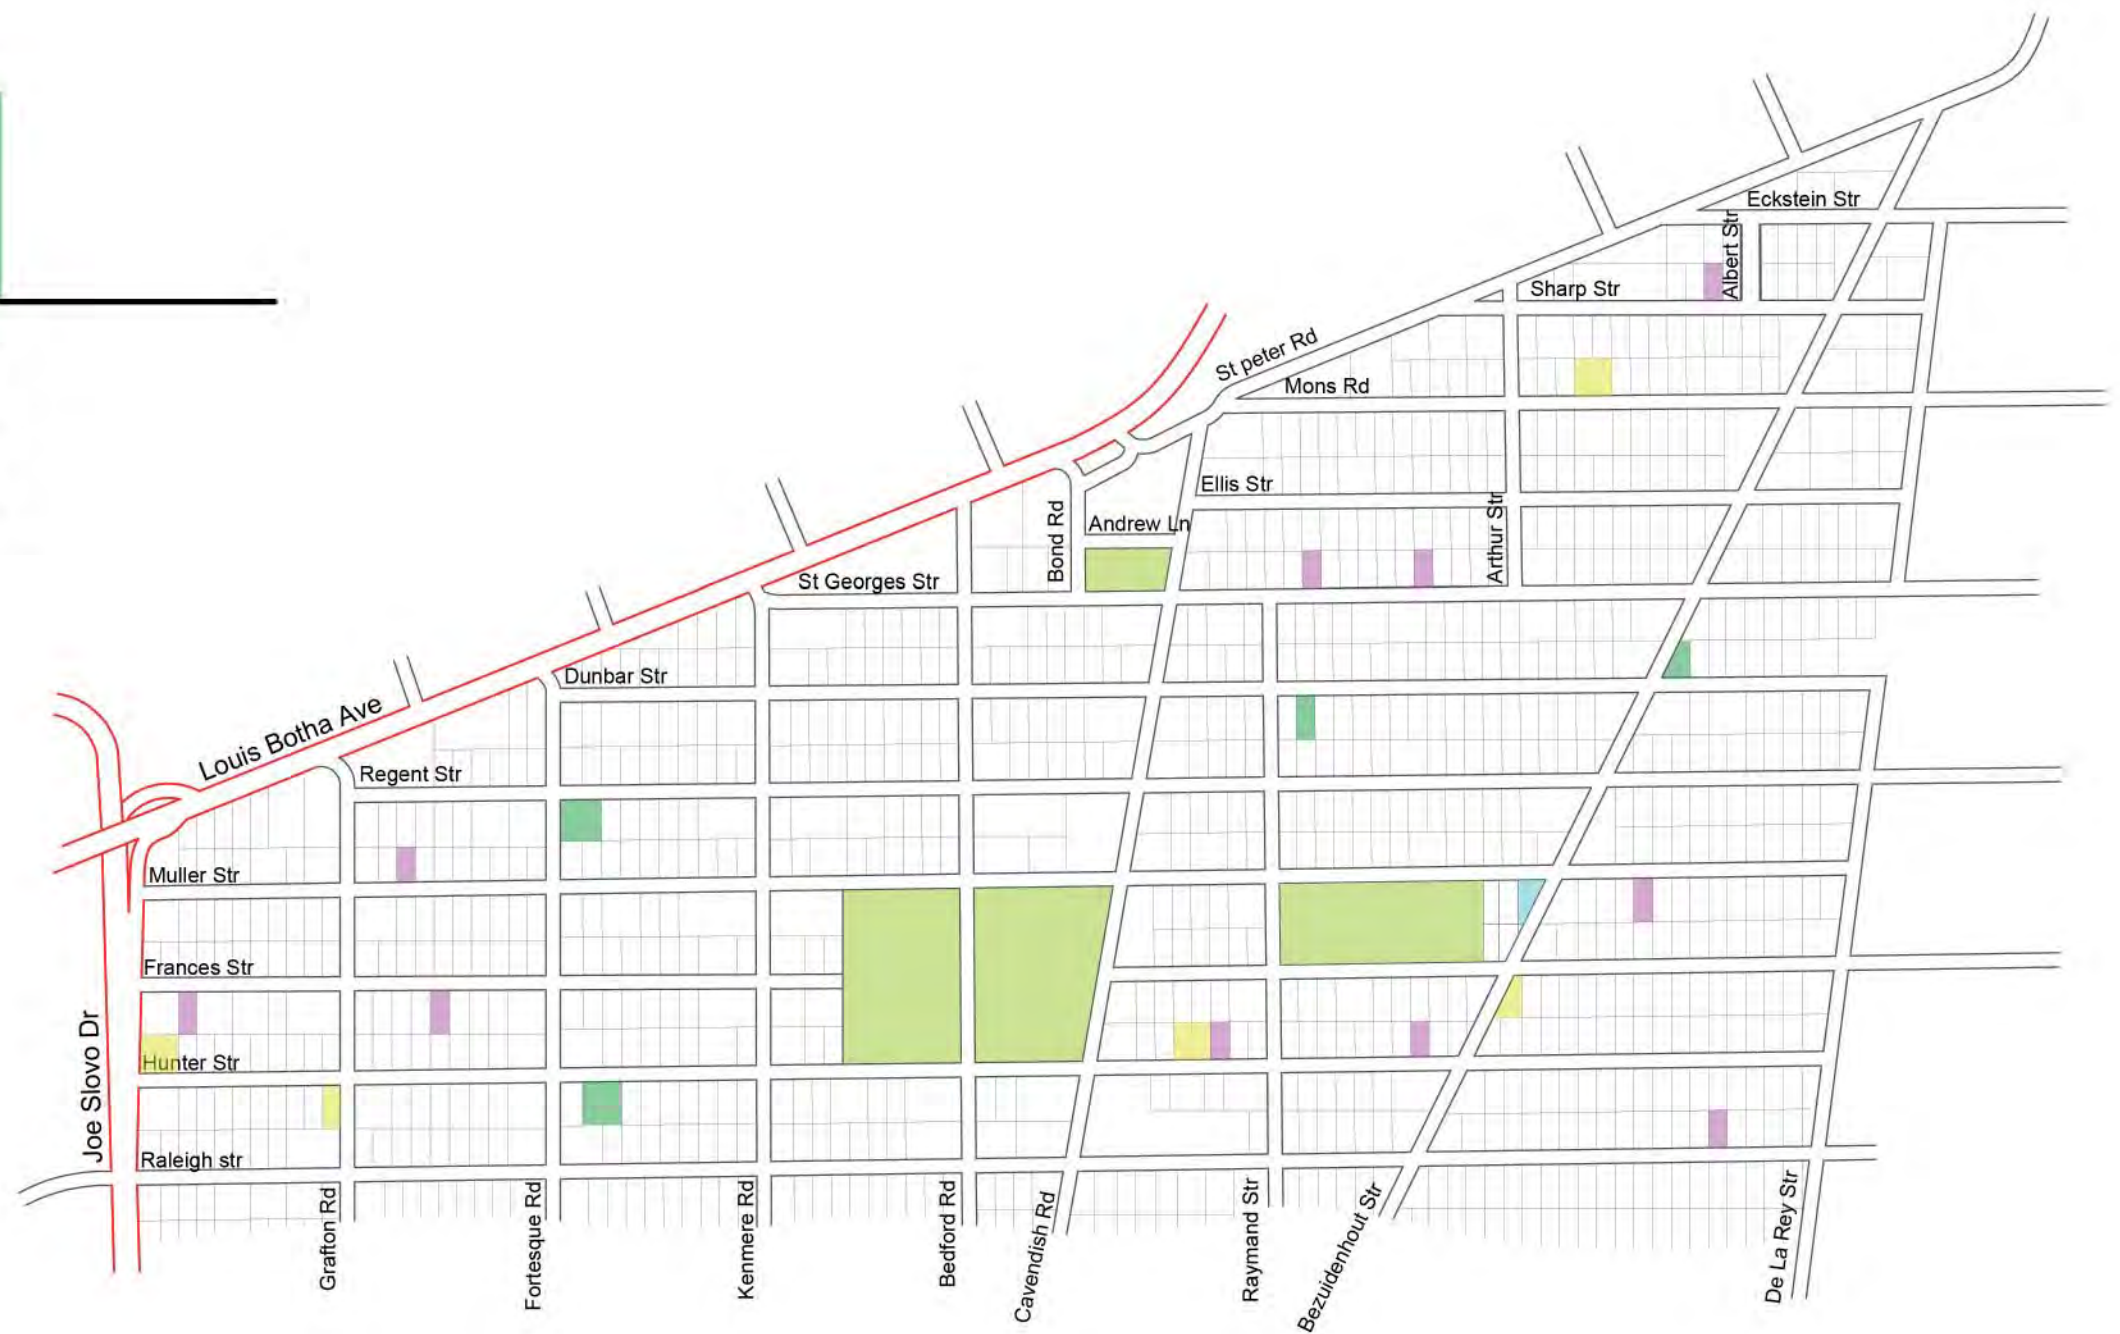 Eckstein Str
Albert Str
Sharp Str
St peter Rd
Mons Rd
Ellis Str
Arthur Str
Andrew Ln
Bond Rd
St Georges Str
Dunbar Str
Louis Botha Ave
Regent Str
Muller Str
Frances Str
Joe Slovo Dr
Hunter Str
Raleigh str
Grafton Rd
Fortesque Rd
Kenmere Rd
Bedford Rd
Cavendish Rd
Raymand Str
Bezuidenhout Str
De La Rey Str